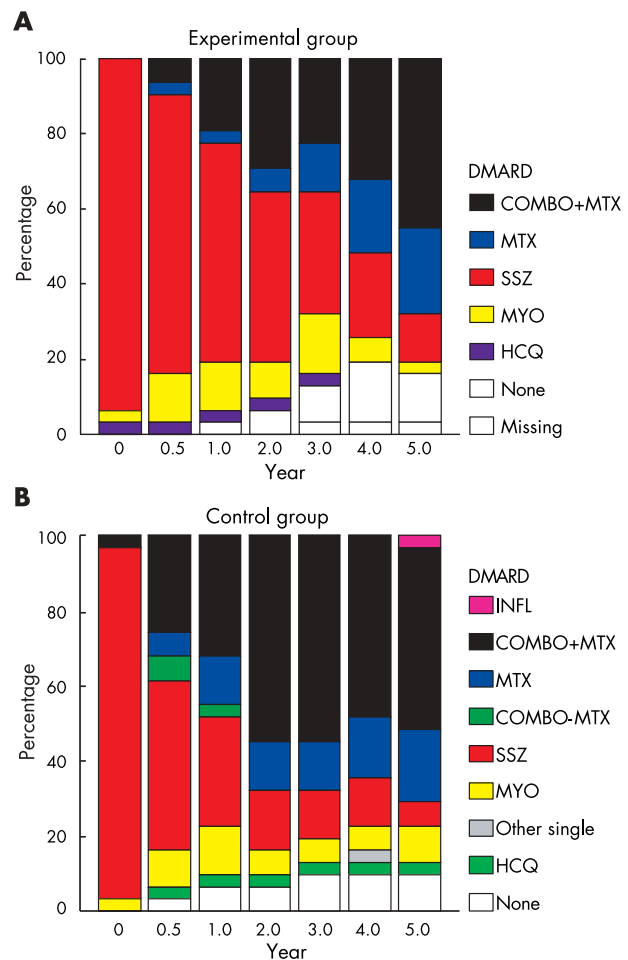 A
Experimental group
100
80
60
40
20
0
Percentage
0 0.5 1.0 2.0 3.0 4.0 5.0
Year
DMARD
COMBO+MTX
MTX
SSZ
MYO
HCQ
None
Missing
B
Control group
100
80
60
40
20
0
Percentage
0 0.5 1.0 2.0 3.0 4.0 5.0
Year
DMARD
INFL
COMBO+MTX
MTX
COMBO-MTX
SSZ
MYO
Other single
HCQ
None